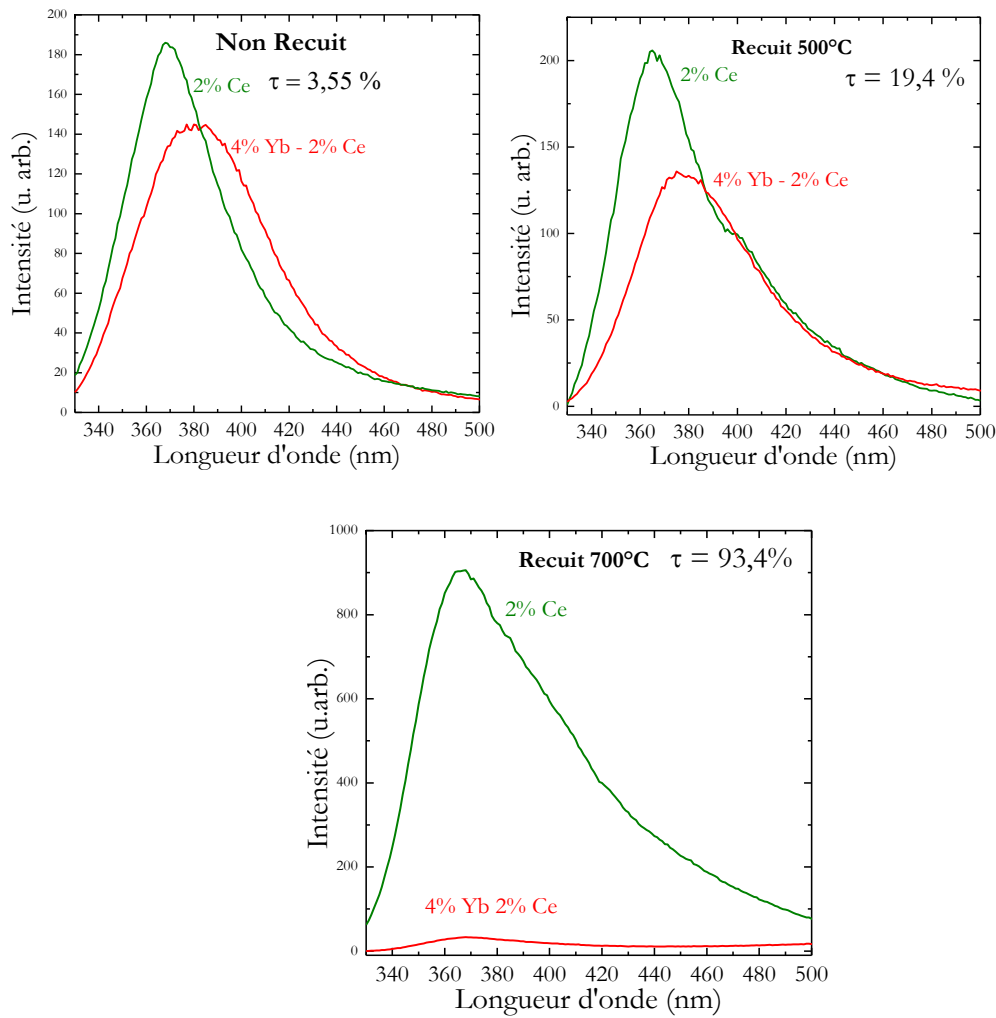 Non Recuit
τ = 3,55 %
2% Ce
4% Yb - 2% Ce
Intensité (u. arb.)
200
180
160
140
120
100
80
60
40
20
0
340 360 380 400 420 440 460 480 500
Longueur d'onde (nm)
Recuit 500°C
τ = 19,4 %
2% Ce
4% Yb - 2% Ce
Intensité (u. arb.)
200
150
100
50
0
340 360 380 400 420 440 460 480 500
Longueur d'onde (nm)
Recuit 700°C τ = 93,4%
2% Ce
4% Yb 2% Ce
Intensité (u.arb.)
1000
800
600
400
200
0
340 360 380 400 420 440 460 480 500
Longueur d'onde (nm)